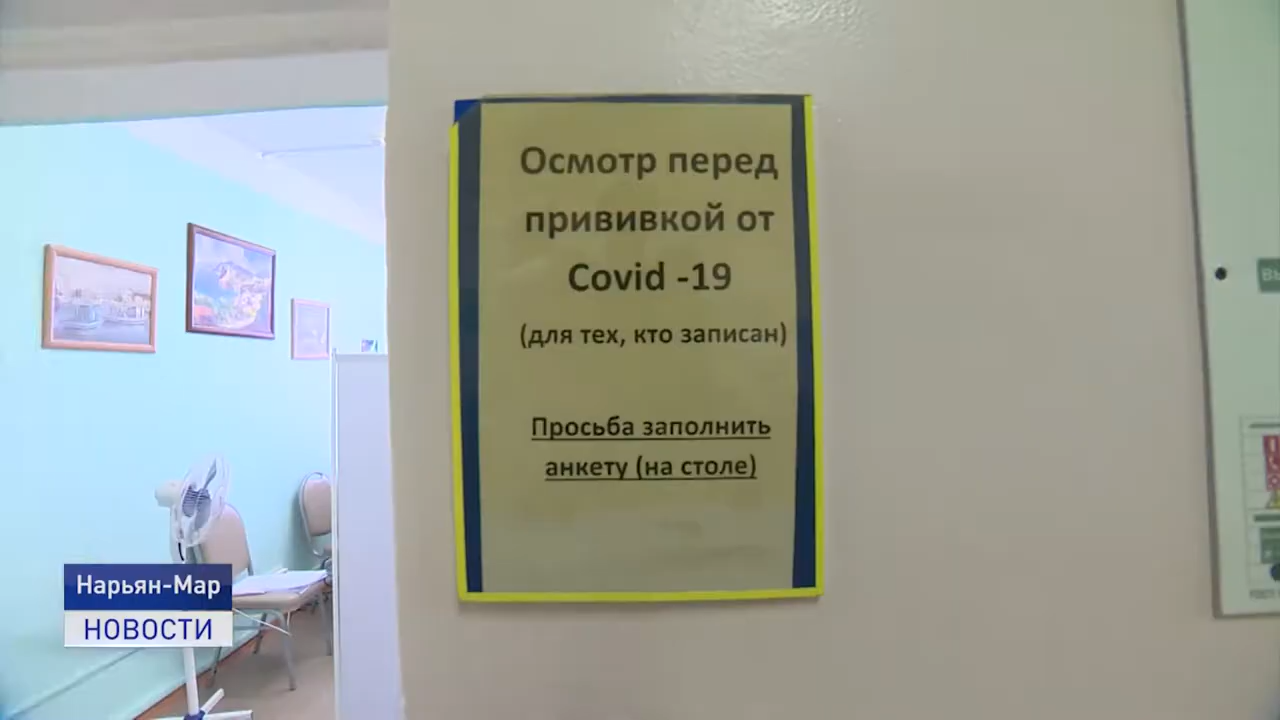 Осмотр перед
прививкой от
Covid -19
(для тех, кто записан)
Просьба заполнить
анкету (на столе)
Нарьян-Мар
НОВОСТИ